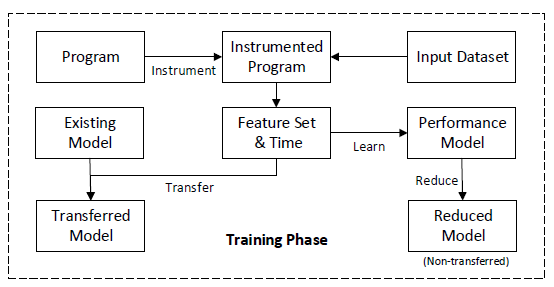 Program
Instrument
Instrumented
Program
Input Dataset
Existing
Model
Feature Set
& Time
Learn
Performance
Model
Transfer
Reduce
Transferred
Model
Training Phase
Reduced
Model
(Non-transferred)